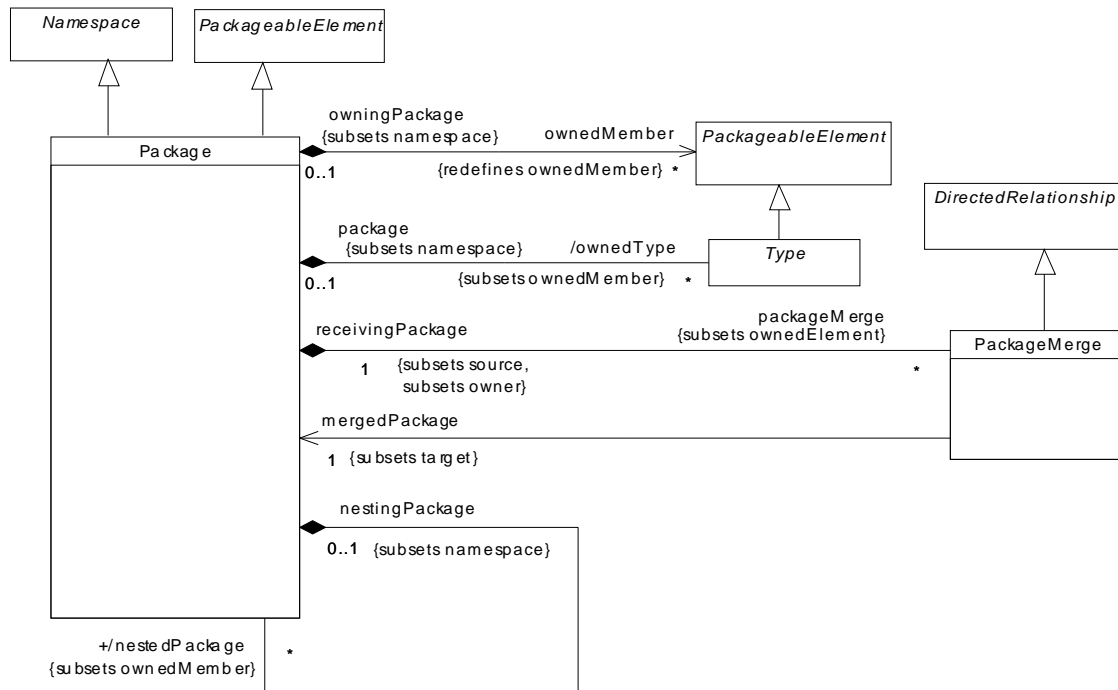 Namespace
PackageableElement
Package
owningPackage
{subsets namespace}
0..1
ownedMember
{redefines ownedMember}
*
PackageableElement
package
{subsets namespace}
0..1
/ownedType
{subsets ownedMember}
*
Type
DirectedRelationship
receivingPackage
1
{subsets source,
subsets owner}
packageMerge
{subsets ownedElement}
*
PackageMerge
mergedPackage
1
{subsets target}
nestingPackage
0..1
{subsets namespace}
+/nestedPackage
{subsets ownedMember}
*